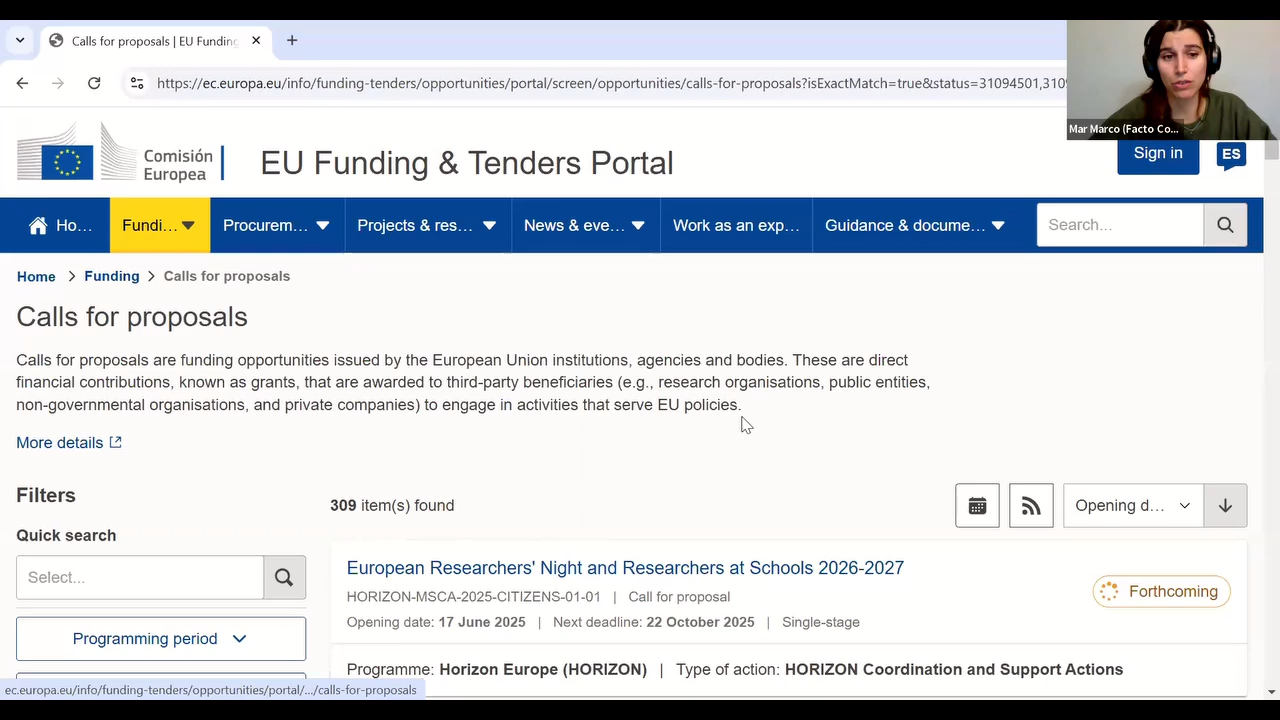 Calls for proposals | EU Funding
https://ec.europa.eu/info/funding-tenders/opportunities/portal/screen/opportunities/calls-for-proposals?isExactMatch=true&status=31094501,3109
Mar Marco (Facto Co...
Comisión
Europea
EU Funding & Tenders Portal
Sign in
ES
Ho...
Fundi...
Procurem...
Projects & res...
News & eve...
Work as an exp...
Guidance & docume...
Search...
Home > Funding > Calls for proposals
Calls for proposals
Calls for proposals are funding opportunities issued by the European Union institutions, agencies and bodies. These are direct
financial contributions, known as grants, that are awarded to third-party beneficiaries (e.g., research organisations, public entities,
non-governmental organisations, and private companies) to engage in activities that serve EU policies.
More details
Filters
309 item(s) found
Opening d...
Quick search
Select...
European Researchers' Night and Researchers at Schools 2026-2027
HORIZON-MSCA-2025-CITIZENS-01-01 | Call for proposal
Forthcoming
Opening date: 17 June 2025 | Next deadline: 22 October 2025 | Single-stage
Programming period
Programme: Horizon Europe (HORIZON) | Type of action: HORIZON Coordination and Support Actions
ec.europa.eu/info/funding-tenders/opportunities/portal/.../calls-for-proposals